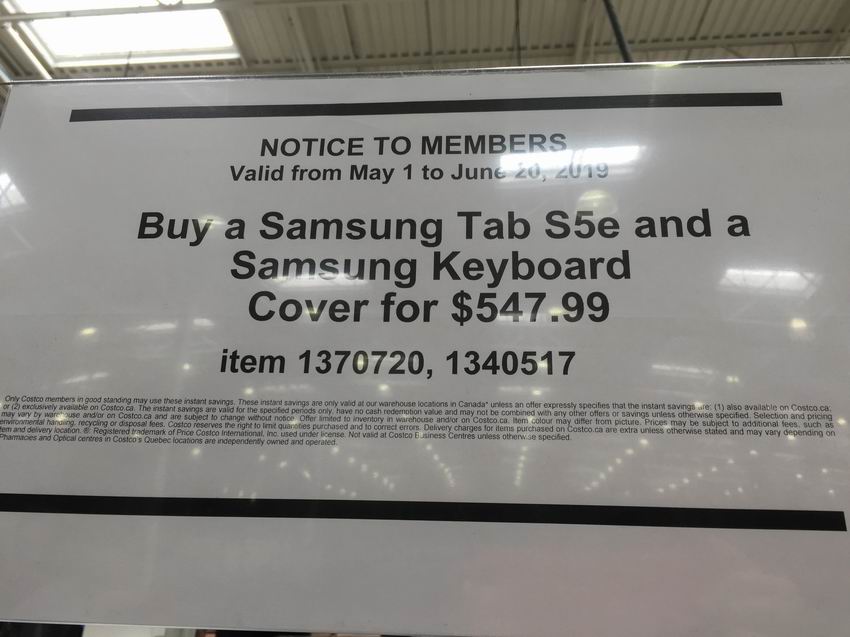 NOTICE TO MEMBERS
Valid from May 1 to June 20, 2019
Buy a Samsung Tab S5e and a
Samsung Keyboard
Cover for $547.99
item 1370720, 1340517
Only Costco members in good standing may use these instant savings. These instant savings are only valid at our warehouse locations in Canada* unless an offer expressly specifies that the instant savings are: (1) also available on Costco.ca;
or (2) exclusively available on Costco.ca. The instant savings are valid for the specified periods only, have no cash redemption value and may not be combined with any other offers or savings unless otherwise specified. Selection and pricing
may vary by warehouse and/or on Costco.ca and are subject to change without notice. Offer limited to inventory in warehouse and/or on Costco.ca. Item colour may differ from picture. Prices may be subject to additional fees, such as
environmental handling, recycling or disposal fees. Costco reserves the right to limit quantities purchased and to correct errors. Delivery charges for items purchased on Costco.ca are extra unless otherwise stated and may vary depending on
item and delivery location. ®: Registered trademark of Price Costco International, Inc. used under license. Not valid at Costco Business Centres unless otherwise specified.
Pharmacies and Optical centres in Costco's Quebec locations are independently owned and operated.